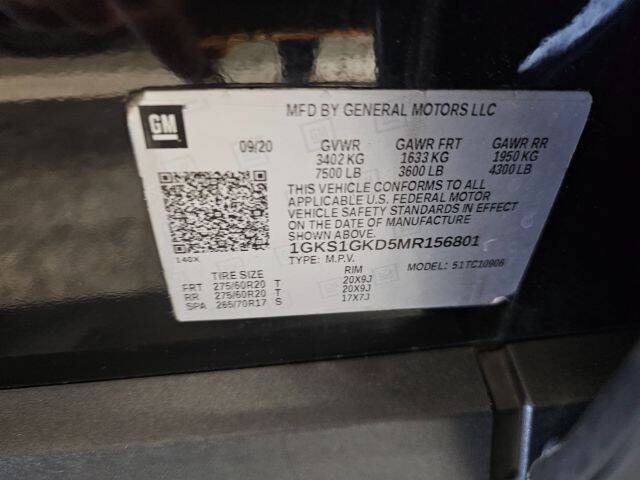 GM
MFD BY GENERAL MOTORS LLC
09/20 GVWR GAWR FRT GAWR RR
3402 KG 1633 KG 1950 KG
7500 LB 3600 LB 4300 LB
THIS VEHICLE CONFORMS TO ALL
APPLICABLE U.S. FEDERAL MOTOR
VEHICLE SAFETY STANDARDS IN EFFECT
ON THE DATE OF MANUFACTURE
SHOWN ABOVE.
140X
1GKS1GKD5MR156801
TYPE: M.P.V. MODEL: 51TC10906
TIRE SIZE RIM
FRT 275/60R20 T 20X9J
RR 275/60R20 T 20X9J
SPA 265/70R17 S 17X7J